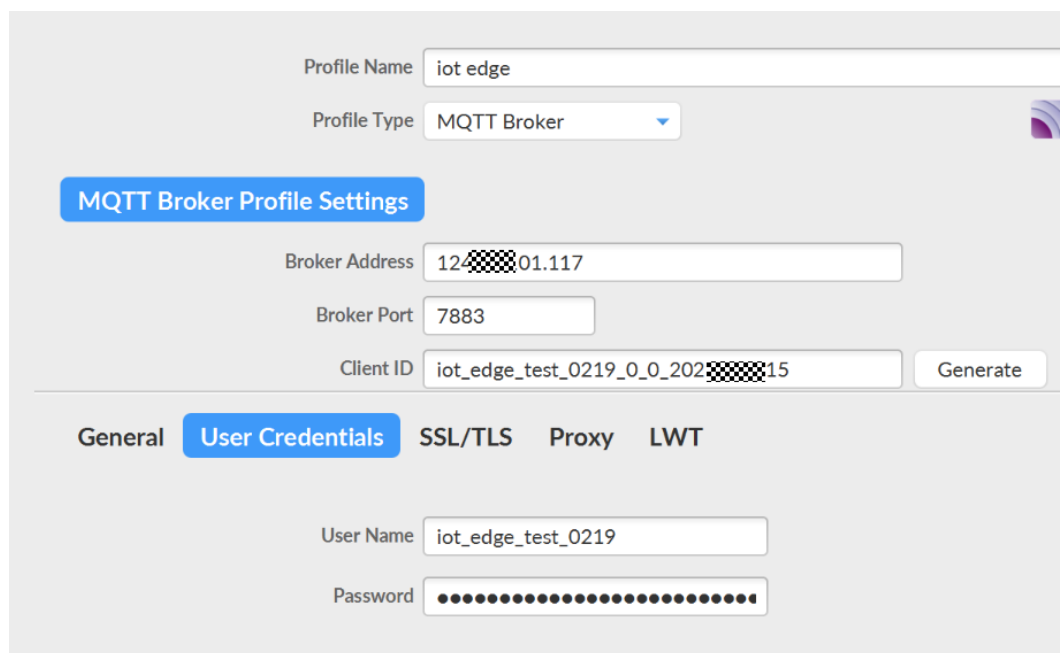 Profile Name iot edge
Profile Type MQTT Broker
MQTT Broker Profile Settings
Broker Address 124 01.117
Broker Port 7883
Client ID iot_edge_test_0219_0_0_202 15 Generate
General User Credentials SSL/TLS Proxy LWT
User Name iot_edge_test_0219
Password